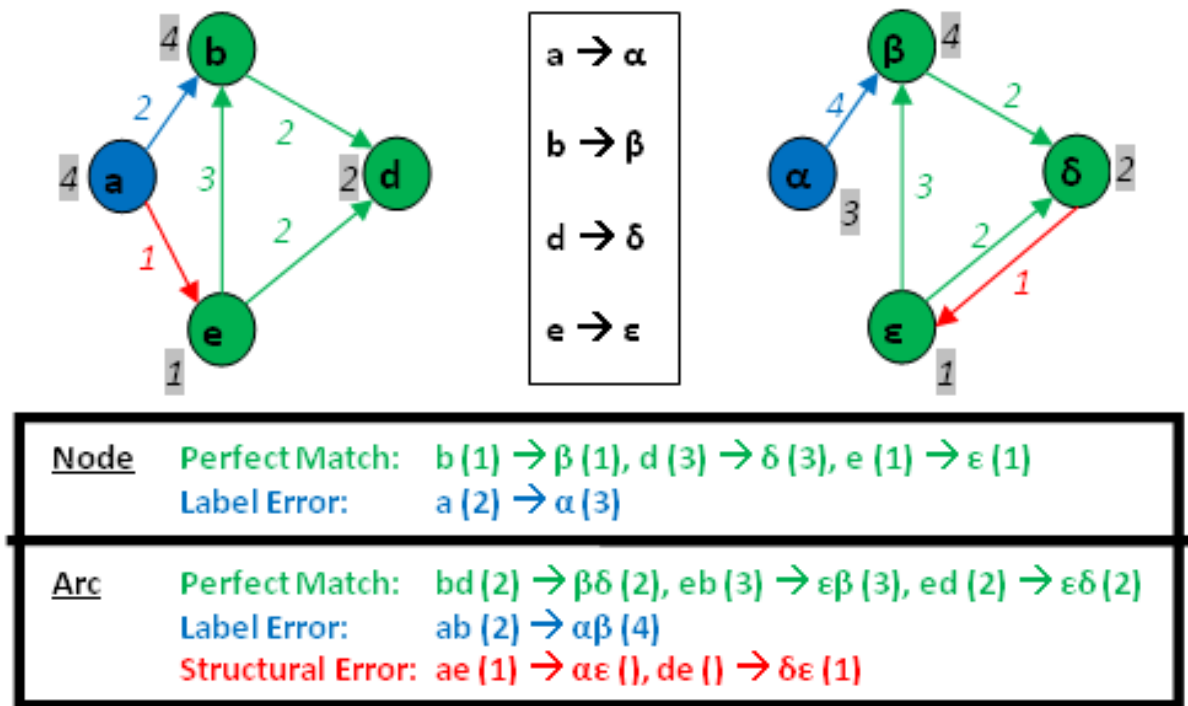 4
b
2
2
a
4
3
2
d
1
2
e
1
a → α
b → β
d → δ
e → ε
β
4
4
2
α
3
3
δ
2
2
1
ε
1
Node Perfect Match: b (1) → β (1), d (3) → δ (3), e (1) → ε (1)
Label Error: a (2) → α (3)
Arc Perfect Match: bd (2) → βδ (2), eb (3) → εβ (3), ed (2) → εδ (2)
Label Error: ab (2) → αβ (4)
Structural Error: ae (1) → αε (), de () → δε (1)